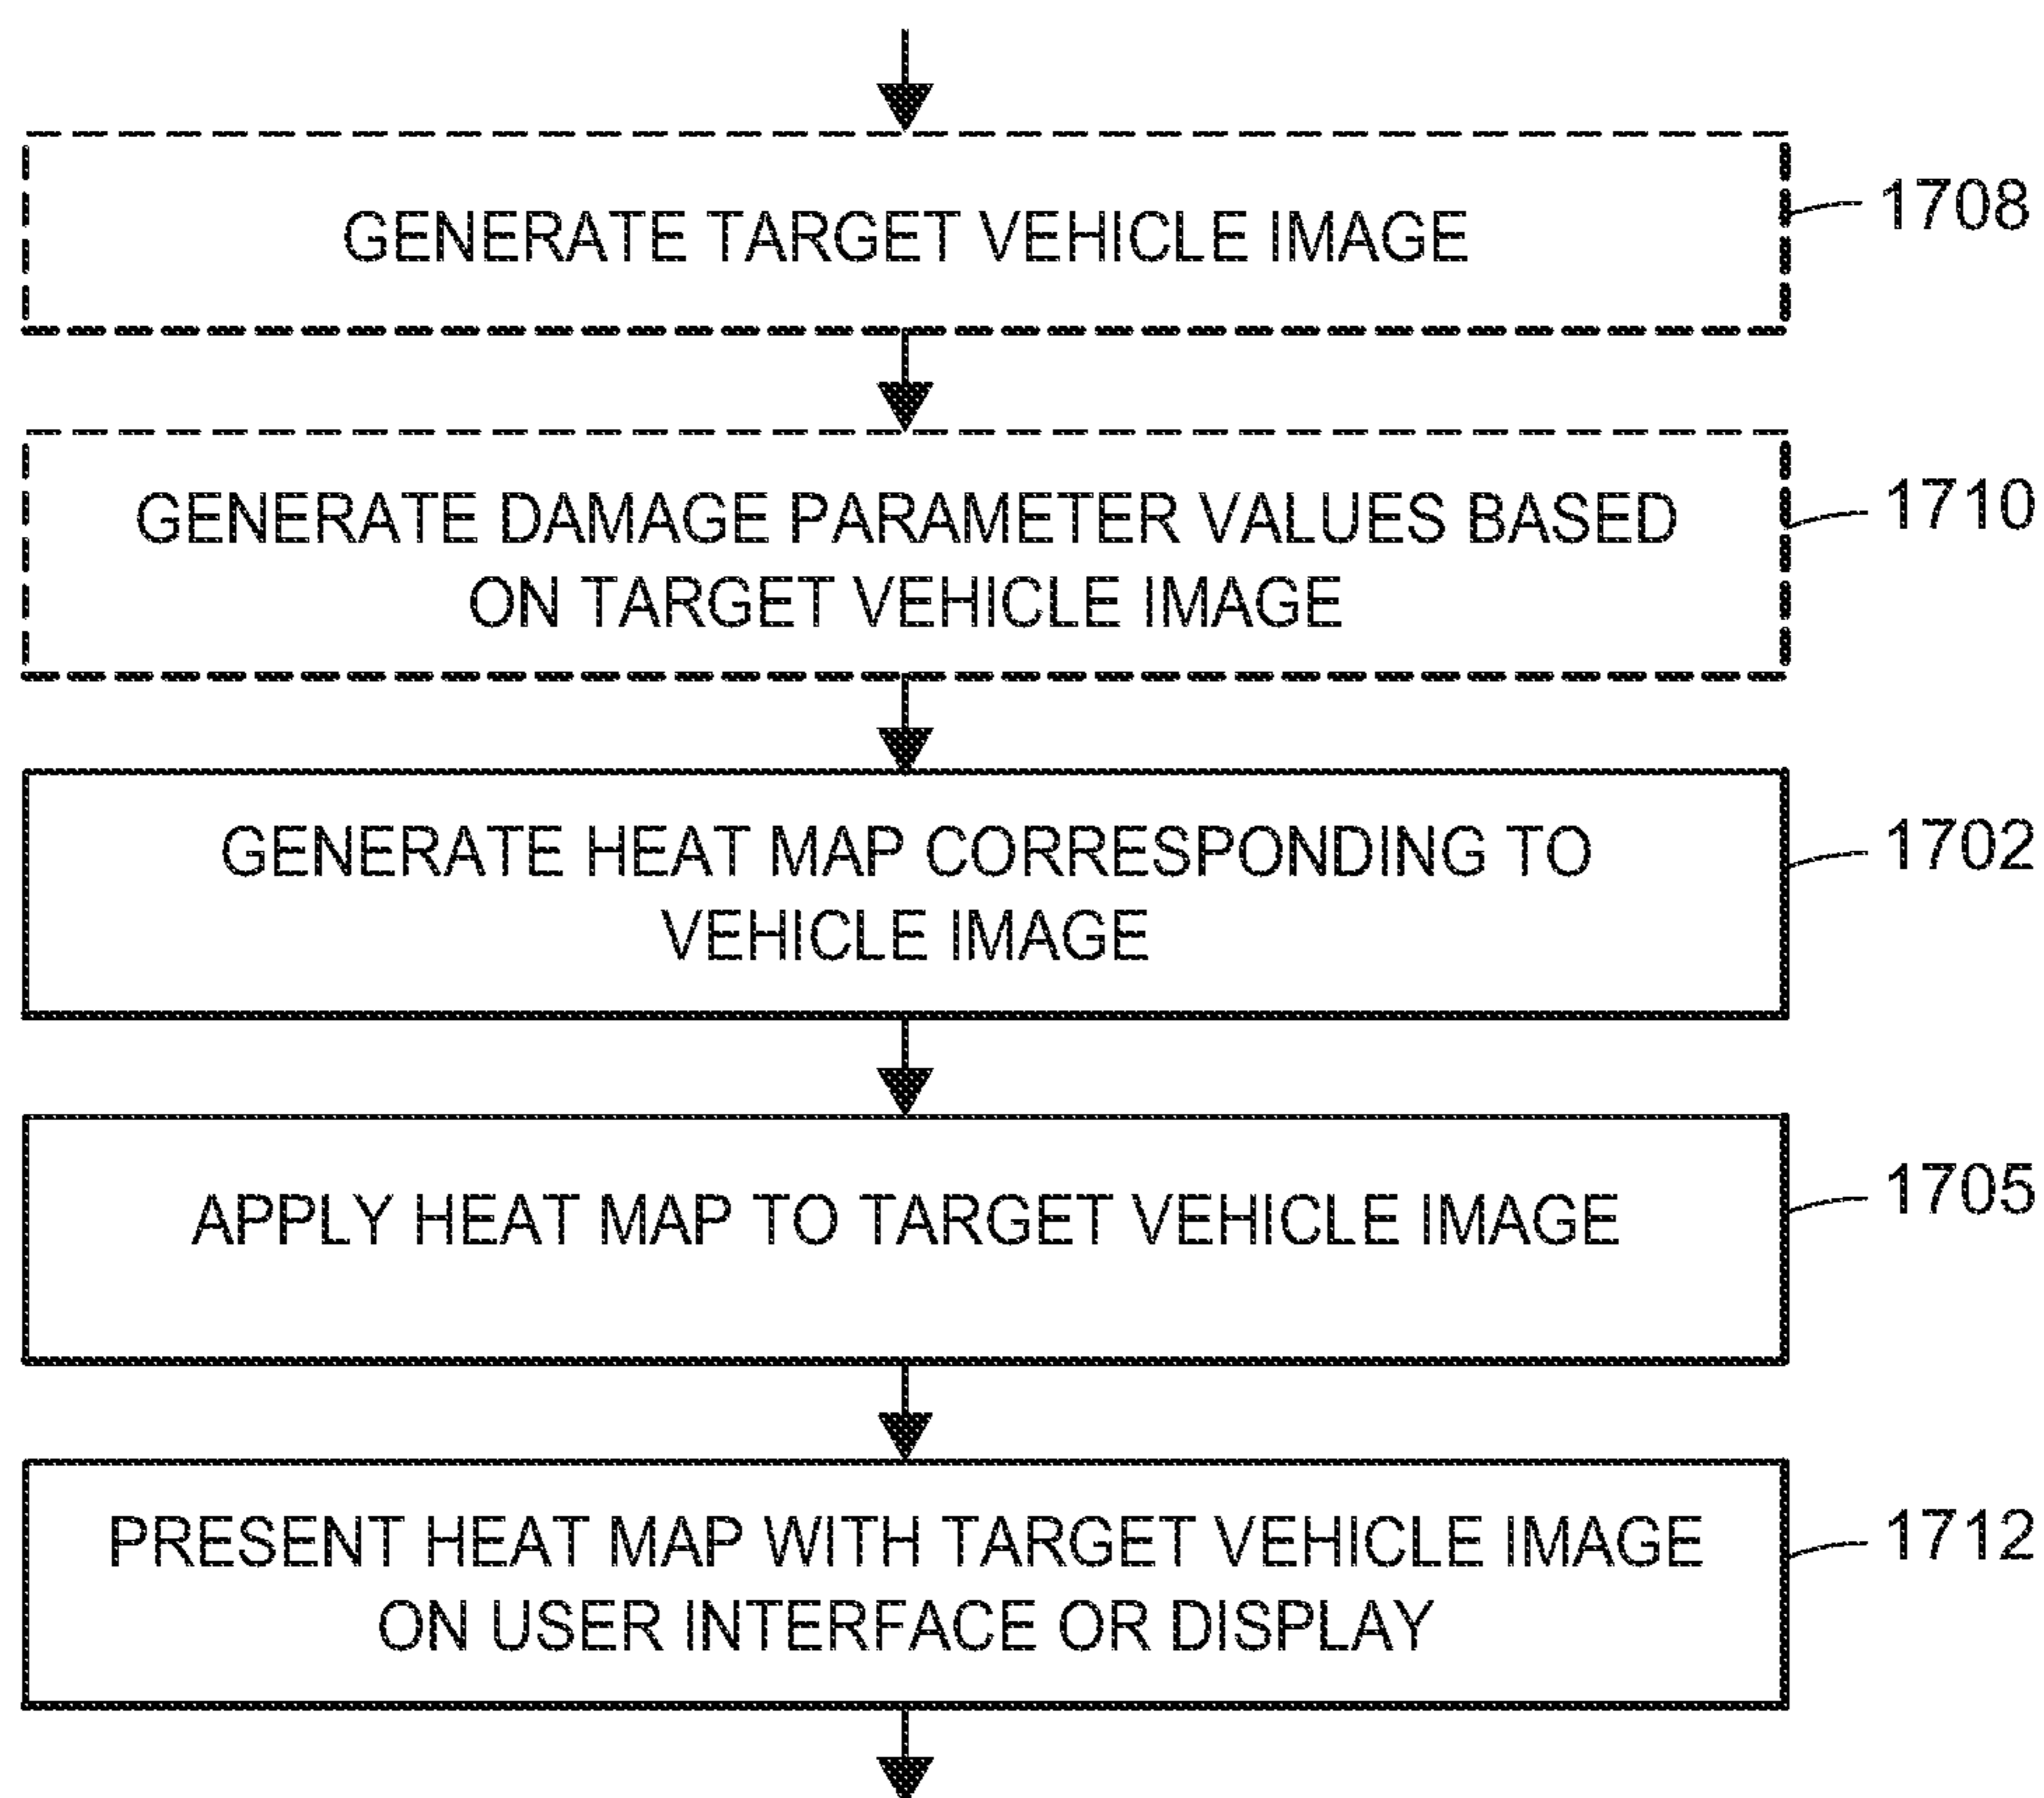 GENERATE TARGET VEHICLE IMAGE
1708
GENERATE DAMAGE PARAMETER VALUES BASED
ON TARGET VEHICLE IMAGE
1710
GENERATE HEAT MAP CORRESPONDING TO
VEHICLE IMAGE
1702
APPLY HEAT MAP TO TARGET VEHICLE IMAGE
1705
PRESENT HEAT MAP WITH TARGET VEHICLE IMAGE
ON USER INTERFACE OR DISPLAY
1712